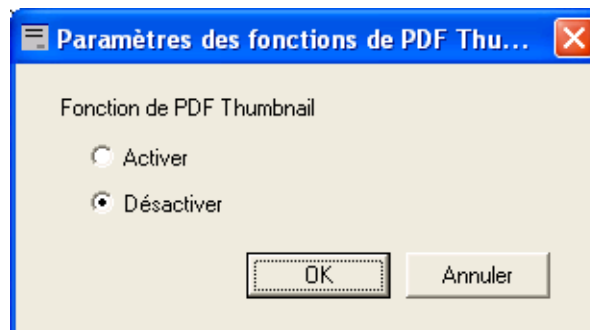 Paramètres des fonctions de PDF Thu...
Fonction de PDF Thumbnail
Activer
Désactiver
OK Annuler